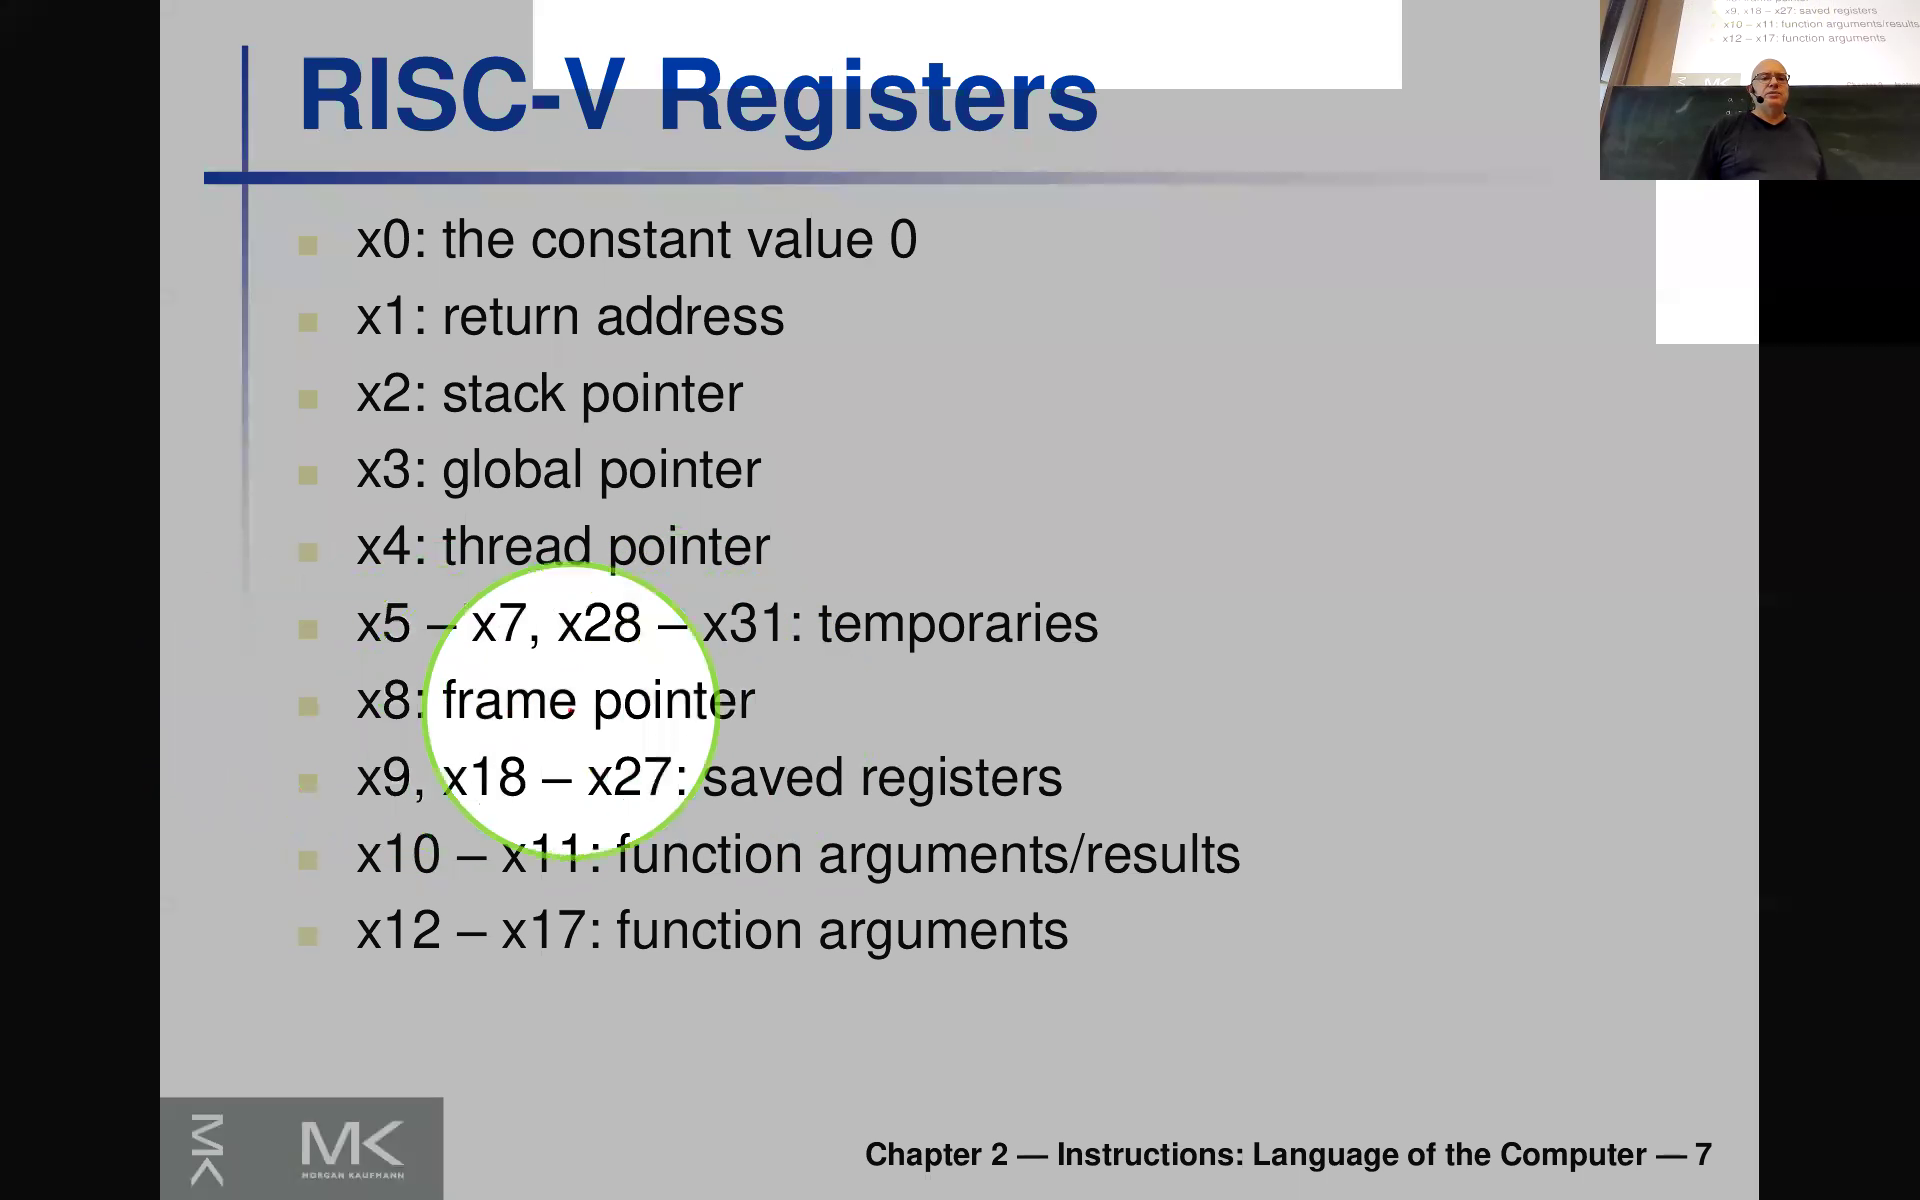 RISC-V Registers
x0: the constant value 0
x1: return address
x2: stack pointer
x3: global pointer
x4: thread pointer
x5 – x7, x28 – x31: temporaries
x8: frame pointer
x9, x18 – x27: saved registers
x10 – x11: function arguments/results
x12 – x17: function arguments
MK
MK
MORGAN KAUFMANN
Chapter 2 — Instructions: Language of the Computer — 7
x9, x18 – x27: saved registers
x10 – x11: function arguments/results
x12 – x17: function arguments